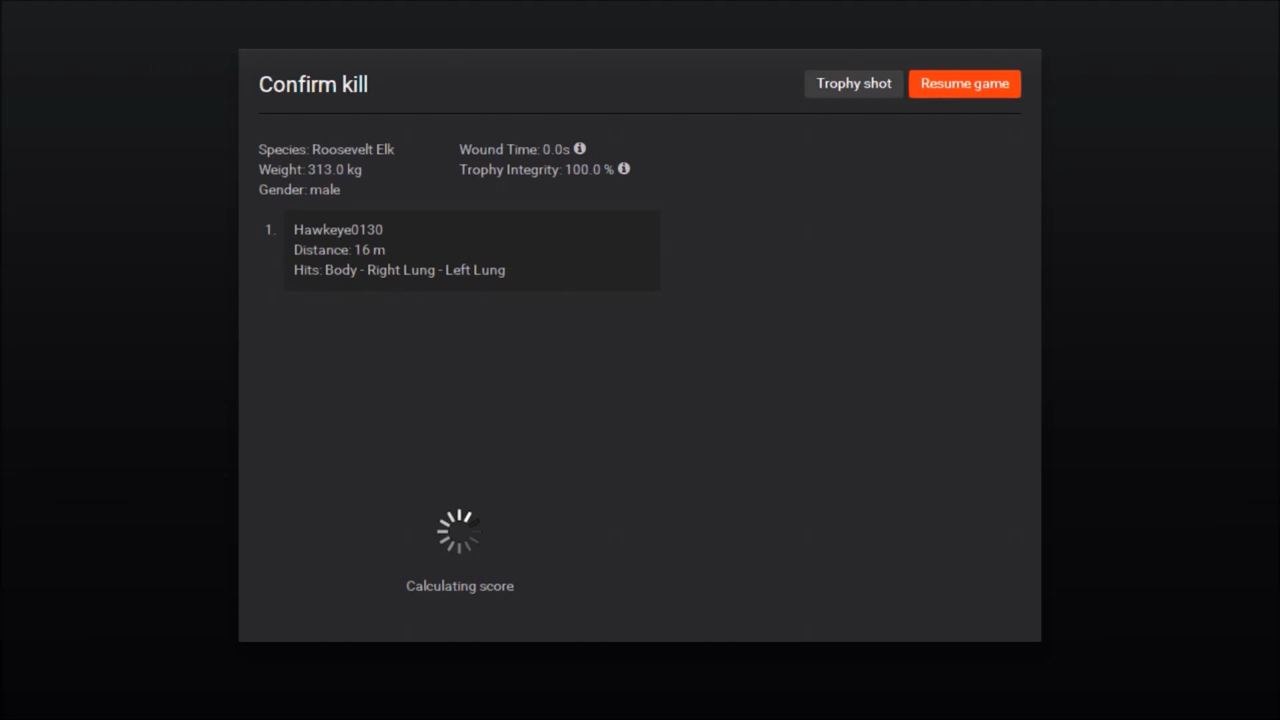 Confirm kill
Trophy shot
Resume game
Species: Roosevelt Elk
Weight: 313.0 kg
Gender: male
Wound Time: 0.0s
Trophy Integrity: 100.0 %
1.
Hawkeye0130
Distance: 16 m
Hits: Body - Right Lung - Left Lung
Calculating score